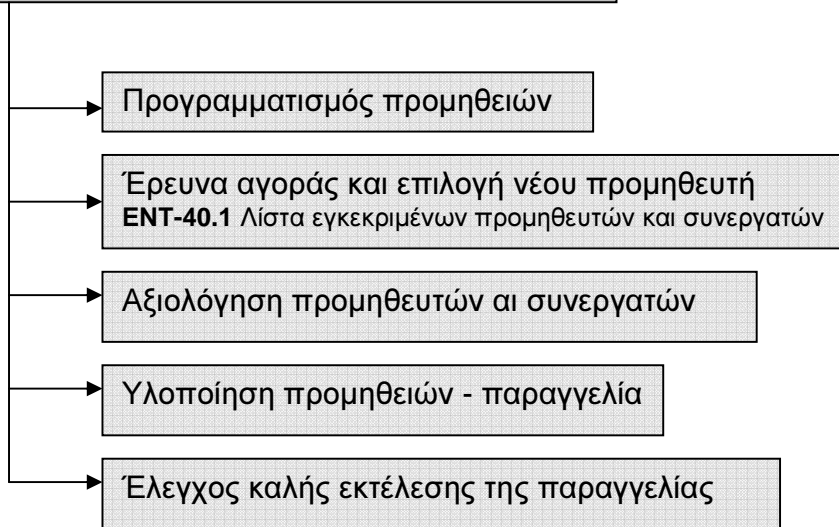 Προγραμματισμός προμηθειών
Έρευνα αγοράς και επιλογή νέου προμηθευτή
ENT-40.1 Λίστα εγκεκριμένων προμηθευτών και συνεργατών
Αξιολόγηση προμηθευτών αι συνεργατών
Υλοποίηση προμηθειών - παραγγελία
Έλεγχος καλής εκτέλεσης της παραγγελίας